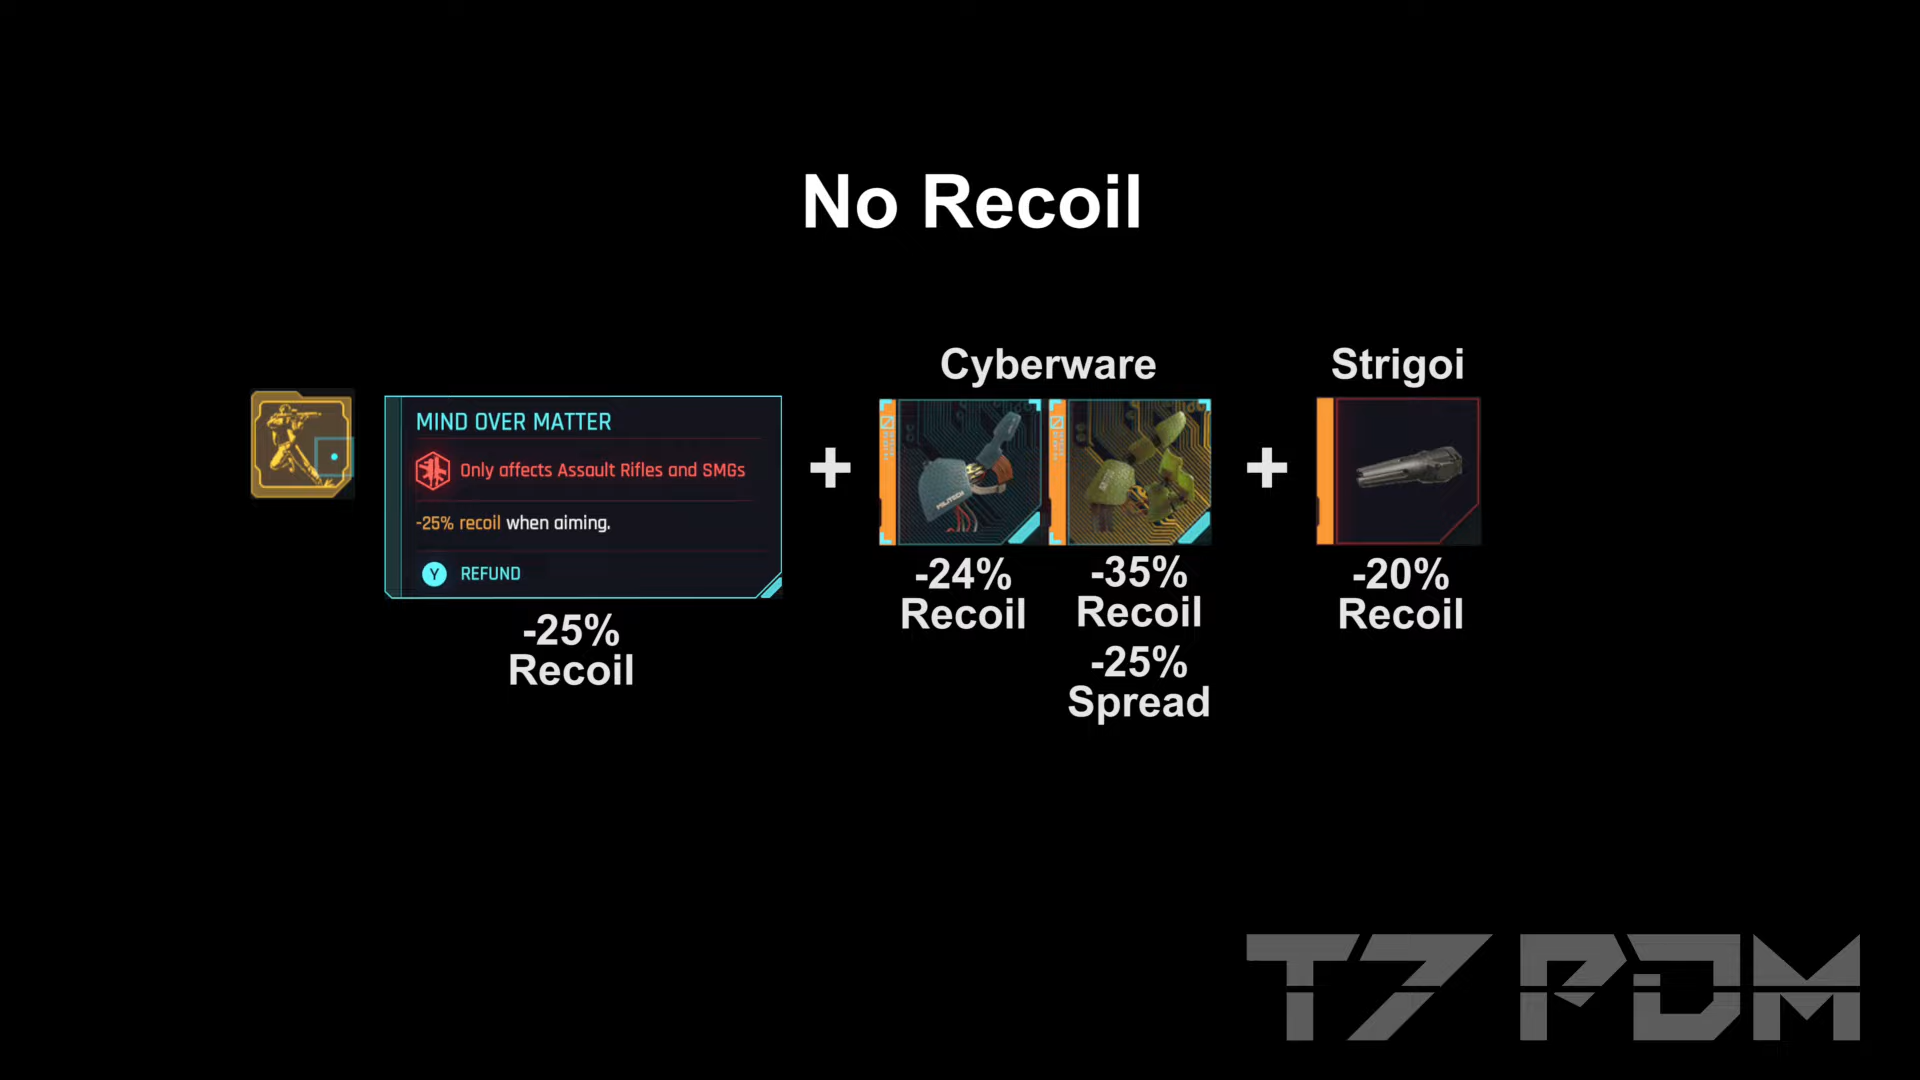 No Recoil
MIND OVER MATTER
Only affects Assault Rifles and SMGs
-25% recoil when aiming.
Y REFUND
-25%
Recoil
+
Cyberware
-24%
Recoil
-35%
Recoil
-25%
Spread
+
Strigoi
-20%
Recoil
T7 PDM